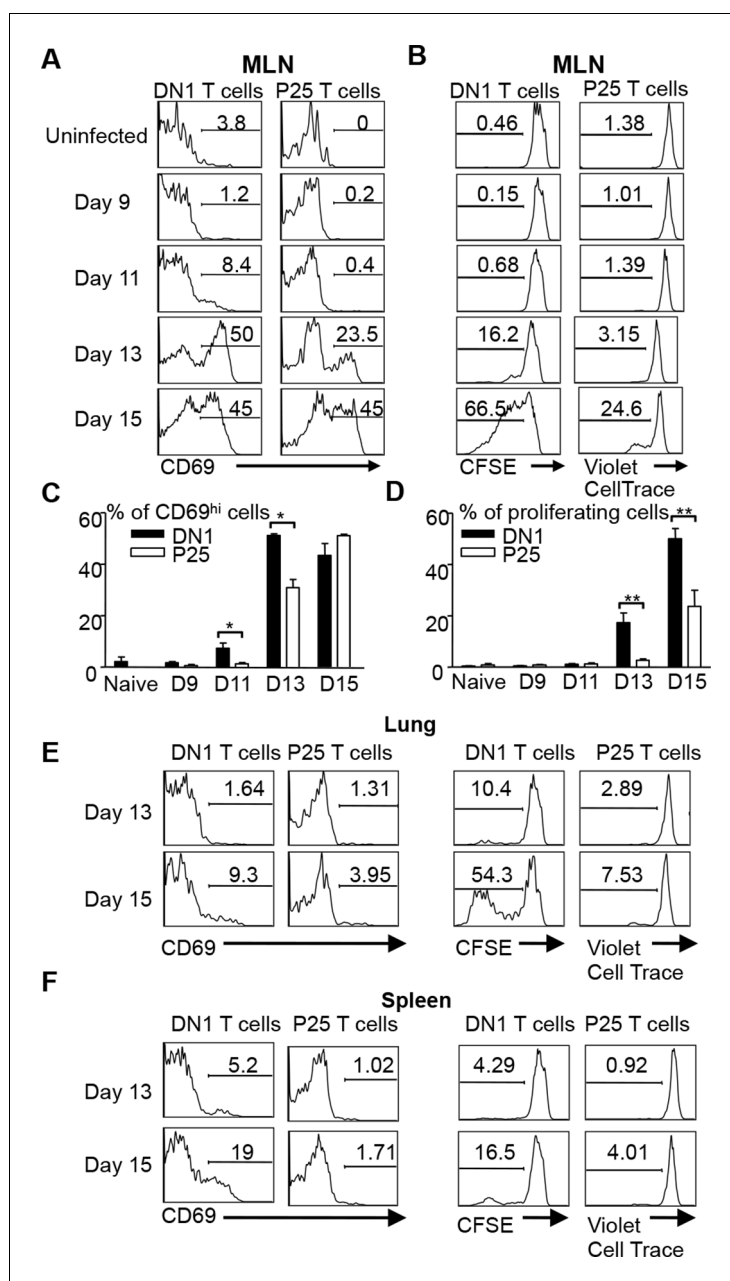 A
MLN
DN1 T cells P25 T cells
Uninfected 3.8 0
Day 9 1.2 0.2
Day 11 8.4 0.4
Day 13 50 23.5
Day 15 45 45
CD69
B
MLN
DN1 T cells P25 T cells
0.46 1.38
0.15 1.01
0.68 1.39
16.2 3.15
66.5 24.6
CFSE Violet
CellTrace
C
% of CD69hi cells
DN1
P25
60
40
20
0
* * 
Naive D9 D11 D13 D15
D
% of proliferating cells
DN1
P25
60
40
20
0
** **
Naive D9 D11 D13 D15
Lung
E
DN1 T cells P25 T cells DN1 T cells P25 T cells
Day 13 1.64 1.31 10.4 2.89
Day 15 9.3 3.95 54.3 7.53
CD69 CFSE Violet
Cell Trace
F
Spleen
DN1 T cells P25 T cells DN1 T cells P25 T cells
Day 13 5.2 1.02 4.29 0.92
Day 15 19 1.71 16.5 4.01
CD69 CFSE Violet
Cell Trace